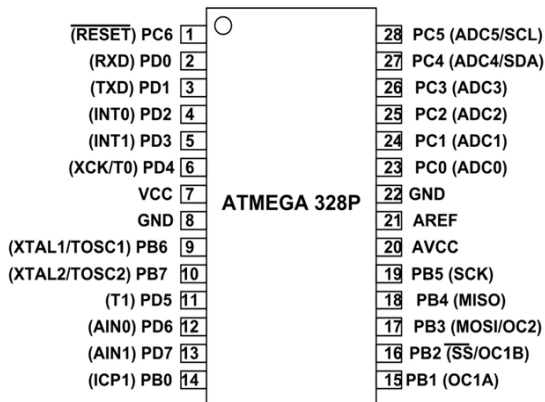 (RESET) PC6 1
(RXD) PD0 2
(TXD) PD1 3
(INT0) PD2 4
(INT1) PD3 5
(XCK/T0) PD4 6
VCC 7
GND 8
(XTAL1/TOSC1) PB6 9
(XTAL2/TOSC2) PB7 10
(T1) PD5 11
(AIN0) PD6 12
(AIN1) PD7 13
(ICP1) PB0 14
ATMEGA 328P
28 PC5 (ADC5/SCL)
27 PC4 (ADC4/SDA)
26 PC3 (ADC3)
25 PC2 (ADC2)
24 PC1 (ADC1)
23 PC0 (ADC0)
22 GND
21 AREF
20 AVCC
19 PB5 (SCK)
18 PB4 (MISO)
17 PB3 (MOSI/OC2)
16 PB2 (SS/OC1B)
15 PB1 (OC1A)